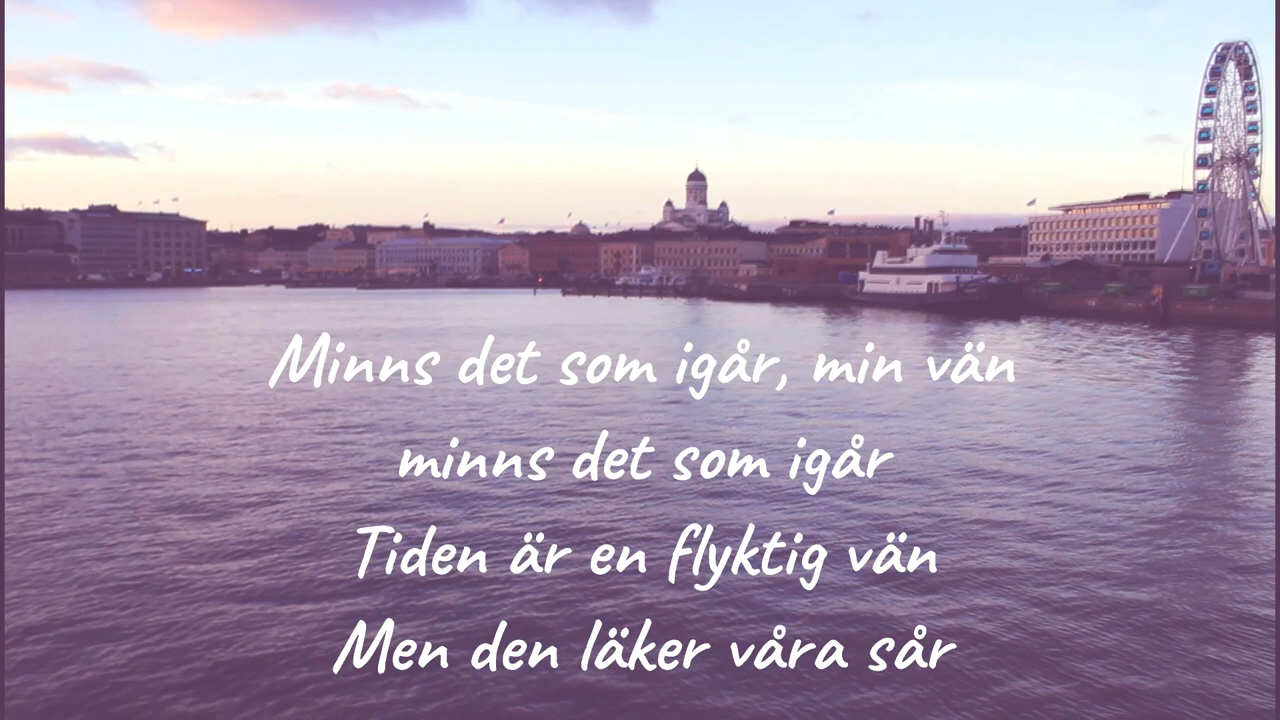 Minns det som igår, min vän
minns det som igår
Tiden är en flyktig vän
Men den läker våra sår